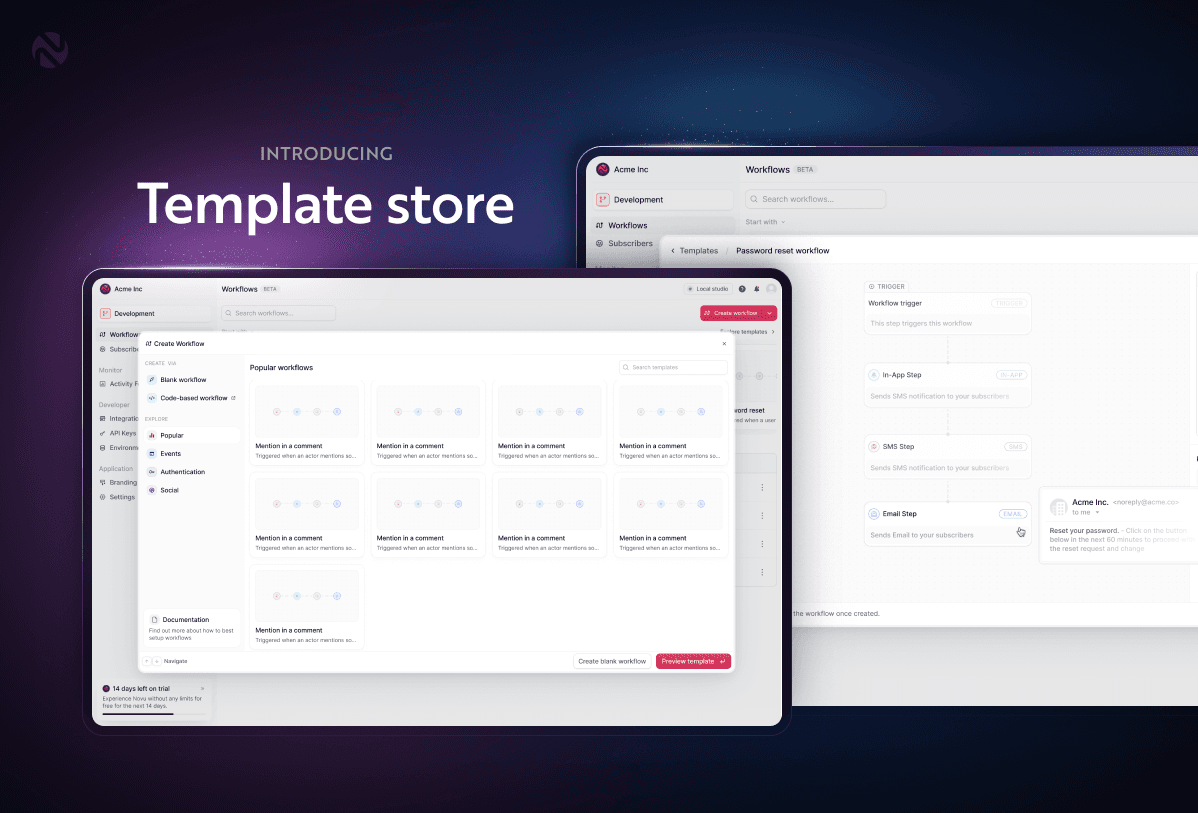 INTRODUCING
Template store
Acme Inc
Development
Workflows
Subscribers
Workflows BETA
Search workflows...
Start with
Templates / Password reset workflow
TRIGGER
Workflow trigger
TRIGGER
This step triggers this workflow
In-App Step
IN-APP
Sends SMS notification to your subscribers
SMS Step
SMS
Sends SMS notification to your subscribers
Email Step
EMAIL
Sends Email to your subscribers
Acme Inc. <noreply@acme.co>
to me
Reset your password. - Click on the button
below in the next 60 minutes to proceed with
the reset request and change
the workflow once created.
Acme Inc
Development
Workflow
Monitor
Activity
Developer
API Keys
Application
Branding
Settings
14 days left on trial
Experience Novu without any limits for
free for the next 14 days.
Workflows BETA
Local studio
Search workflows...
Create workflow
templates
reset
when a user
Create Workflow
CREATE VIA
Blank workflow
Code-based workflow
EXPLORE
Popular
Events
Authentication
Social
Documentation
Find out more about how to best
setup workflows
Navigate
Popular workflows
Search templates
Mention in a comment
Triggered when an actor mentions so...
Mention in a comment
Triggered when an actor mentions so...
Mention in a comment
Triggered when an actor mentions so...
Mention in a comment
Triggered when an actor mentions so...
Mention in a comment
Triggered when an actor mentions so...
Mention in a comment
Triggered when an actor mentions so...
Mention in a comment
Triggered when an actor mentions so...
Mention in a comment
Triggered when an actor mentions so...
Mention in a comment
Triggered when an actor mentions so...
Create blank workflow
Preview template